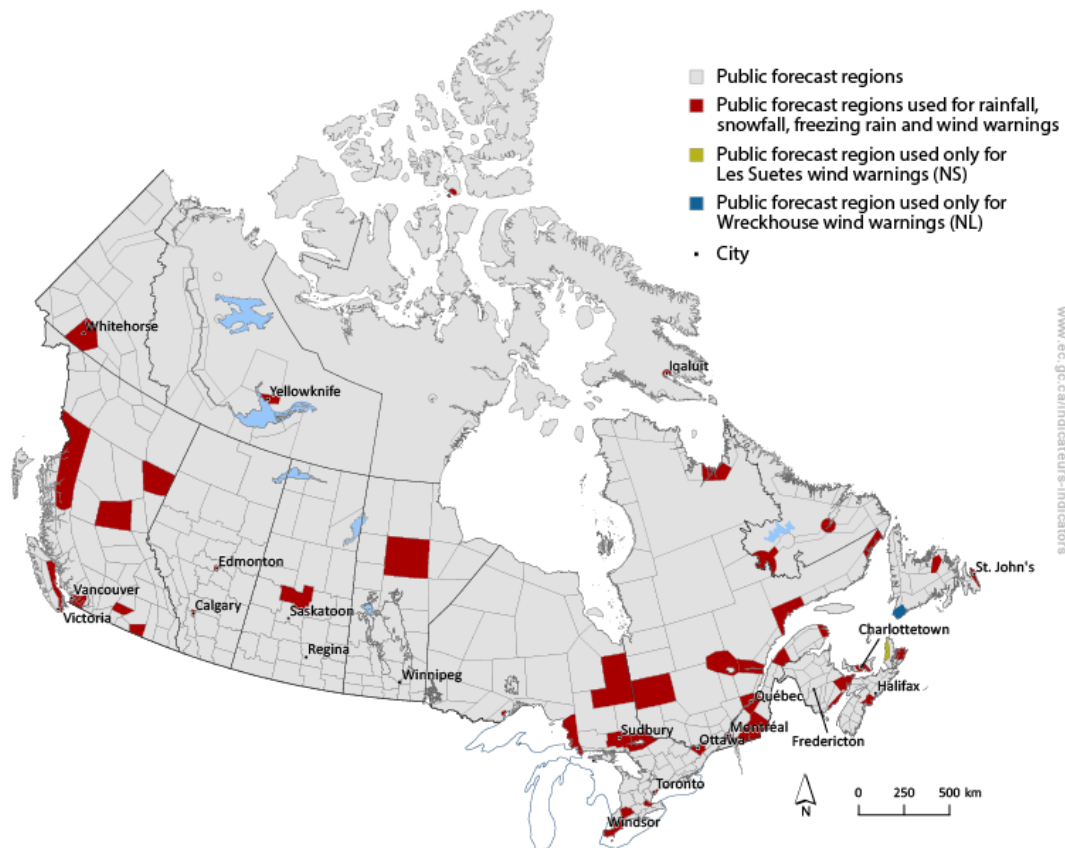 Public forecast regions
Public forecast regions used for rainfall,
snowfall, freezing rain and wind warnings
Public forecast region used only for
Les Suetes wind warnings (NS)
Public forecast region used only for
Wreckhouse wind warnings (NL)
City
www.ec.gc.ca/indicateurs-indicators
Whitehorse
Yellowknife
Iqaluit
Edmonton
Calgary
Vancouver
Victoria
Saskatoon
Regina
Winnipeg
St. John's
Charlottetown
Halifax
Québec
Montréal
Fredericton
Sudbury
Ottawa
Toronto
Windsor
N
0 250 500 km